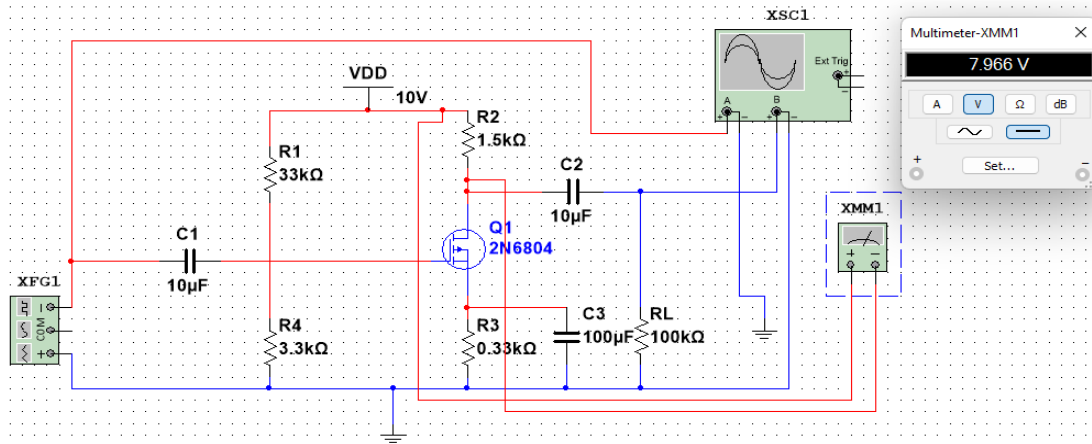 XSC1
Ext Trig
+
−
A
B
+ −
+ −
Multimeter-XMM1 ×
7.966 V
A V Ω dB
+ −
Set...
VDD
10V
R2
1.5kΩ
R1
33kΩ
C2
10µF
XMM1
+ −
Q1
2N6804
C1
10µF
XFG1
−
COM
+
R4
3.3kΩ
R3
0.33kΩ
C3
100µF
RL
100kΩ